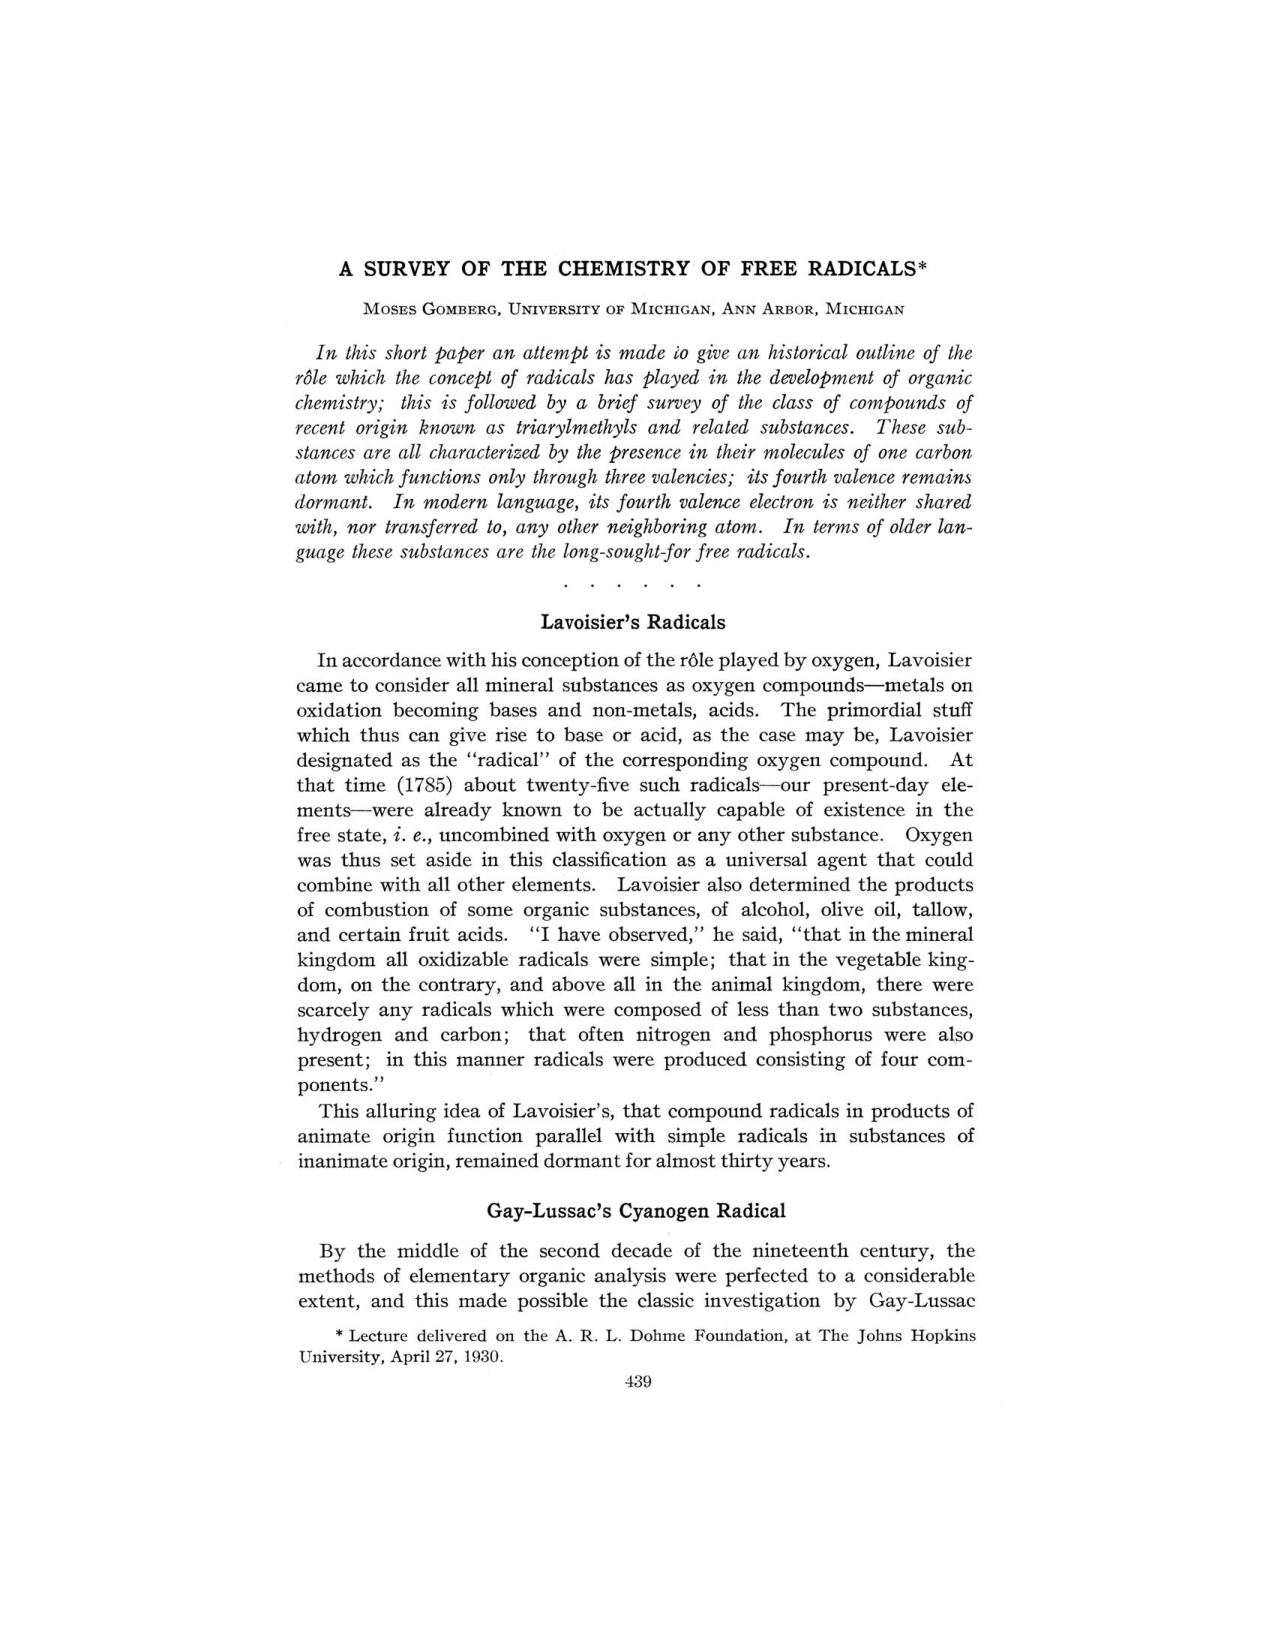 A SURVEY OF THE CHEMISTRY OF FREE RADICALS*
MOSES GOMBERG, UNIVERSITY OF MICHIGAN, ANN ARBOR, MICHIGAN
In this short paper an attempt is made to give an historical outline of the
rôle which the concept of radicals has played in the development of organic
chemistry; this is followed by a brief survey of the class of compounds of
recent origin known as triarylmethyls and related substances. These sub-
stances are all characterized by the presence in their molecules of one carbon
atom which functions only through three valencies; its fourth valence remains
dormant. In modern language, its fourth valence electron is neither shared
with, nor transferred to, any other neighboring atom. In terms of older lan-
guage these substances are the long-sought-for free radicals.
. . . . . .
Lavoisier's Radicals
In accordance with his conception of the rôle played by oxygen, Lavoisier
came to consider all mineral substances as oxygen compounds—metals on
oxidation becoming bases and non-metals, acids. The primordial stuff
which thus can give rise to base or acid, as the case may be, Lavoisier
designated as the “radical” of the corresponding oxygen compound. At
that time (1785) about twenty-five such radicals—our present-day ele-
ments—were already known to be actually capable of existence in the
free state, i. e., uncombined with oxygen or any other substance. Oxygen
was thus set aside in this classification as a universal agent that could
combine with all other elements. Lavoisier also determined the products
of combustion of some organic substances, of alcohol, olive oil, tallow,
and certain fruit acids. “I have observed,” he said, “that in the mineral
kingdom all oxidizable radicals were simple; that in the vegetable king-
dom, on the contrary, and above all in the animal kingdom, there were
scarcely any radicals which were composed of less than two substances,
hydrogen and carbon; that often nitrogen and phosphorus were also
present; in this manner radicals were produced consisting of four com-
ponents.”
This alluring idea of Lavoisier's, that compound radicals in products of
animate origin function parallel with simple radicals in substances of
inanimate origin, remained dormant for almost thirty years.
Gay-Lussac's Cyanogen Radical
By the middle of the second decade of the nineteenth century, the
methods of elementary organic analysis were perfected to a considerable
extent, and this made possible the classic investigation by Gay-Lussac
* Lecture delivered on the A. R. L. Dohme Foundation, at The Johns Hopkins
University, April 27, 1930.
439